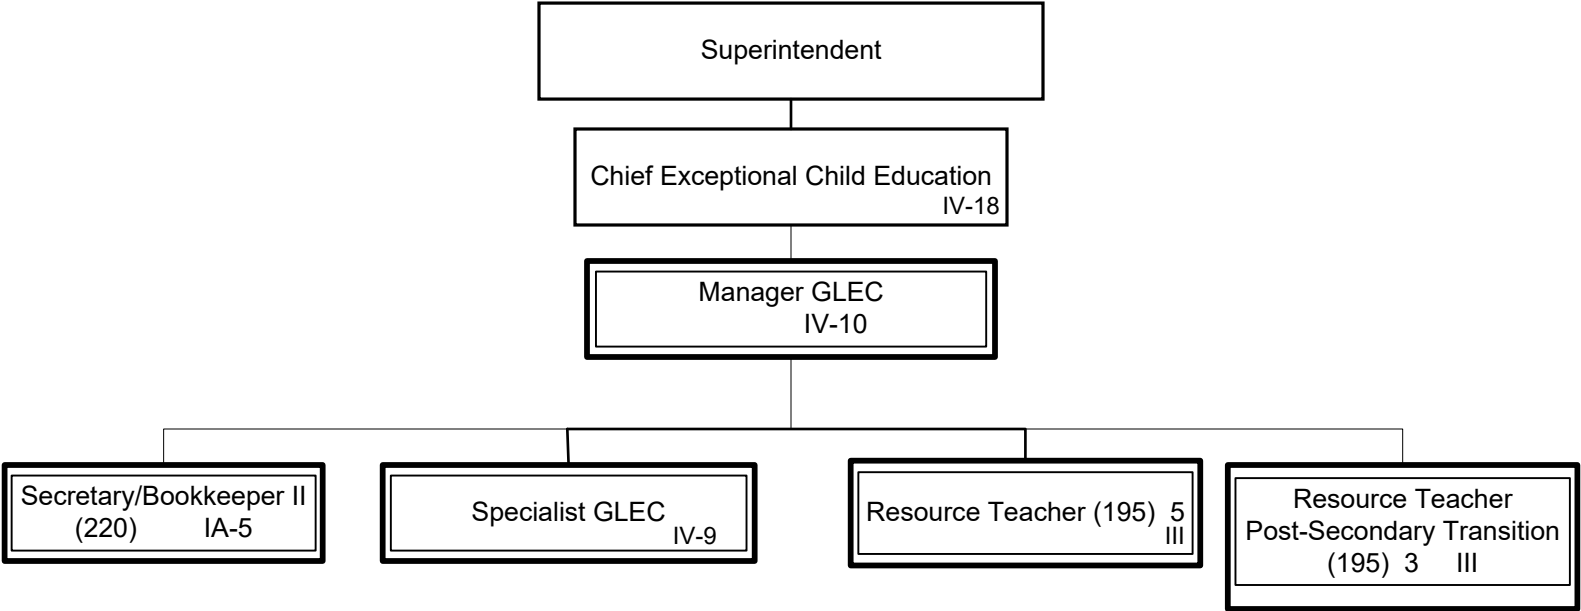 Superintendent
Chief Exceptional Child Education
IV-18
Manager GLEC
IV-10
Secretary/Bookkeeper II
(220) IA-5
Specialist GLEC
IV-9
Resource Teacher (195) 5
III
Resource Teacher
Post-Secondary Transition
(195) 3 III